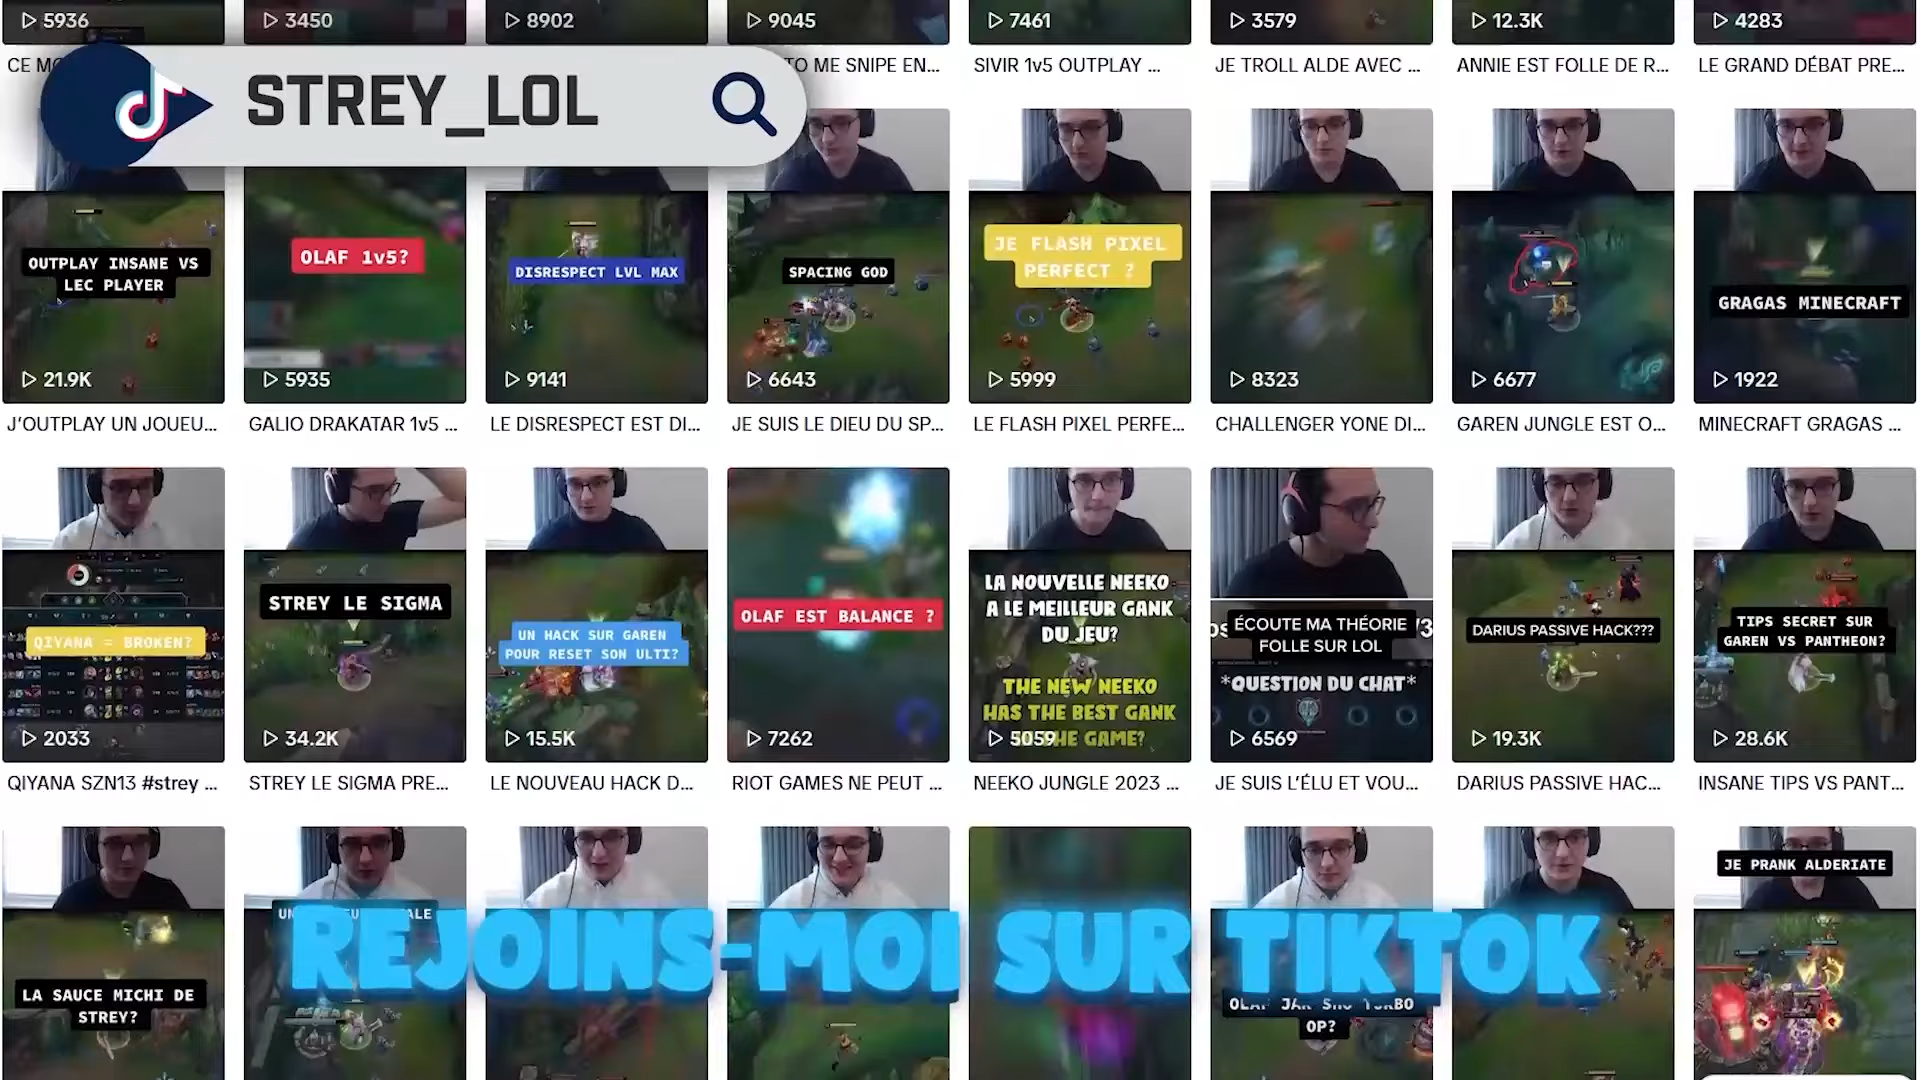 5936
3450
8902
9045
7461
3579
12.3K
4283
CE
TO ME SNIPE EN...
SIVIR 1v5 OUTPLAY ...
JE TROLL ALDE AVEC ...
ANNIE EST FOLLE DE R...
LE GRAND DÉBAT PRE...
STREY_LOL
OUTPLAY INSANE VS
LEC PLAYER
OLAF 1v5?
DISRESPECT LVL MAX
SPACING GOD
JE FLASH PIXEL
PERFECT ?
GRAGAS MINECRAFT
21.9K
5935
9141
6643
5999
8323
6677
1922
J'OUTPLAY UN JOUEU...
GALIO DRAKATAR 1v5 ...
LE DISRESPECT EST DI...
JE SUIS LE DIEU DU SP...
LE FLASH PIXEL PERFE...
CHALLENGER YONE DI...
GAREN JUNGLE EST O...
MINECRAFT GRAGAS ...
QIYANA = BROKEN?
STREY LE SIGMA
UN HACK SUR GAREN
POUR RESET SON ULTI?
OLAF EST BALANCE ?
LA NOUVELLE NEEKO
A LE MEILLEUR GANK
DU JEU?
THE NEW NEEKO
HAS THE BEST GANK
THE GAME?
ÉCOUTE MA THÉORIE
FOLLE SUR LOL
*QUESTION DU CHAT*
DARIUS PASSIVE HACK???
TIPS SECRET SUR
GAREN VS PANTHEON?
2033
34.2K
15.5K
7262
5059
6569
19.3K
28.6K
QIYANA SZN13 #strey ...
STREY LE SIGMA PRE...
LE NOUVEAU HACK D...
RIOT GAMES NE PEUT ...
NEEKO JUNGLE 2023 ...
JE SUIS L'ÉLU ET VOU...
DARIUS PASSIVE HAC...
INSANE TIPS VS PANT...
JE PRANK ALDERIATE
REJOINS-MOI SUR TIKTOK
LA SAUCE MICHI DE
STREY?
OP?